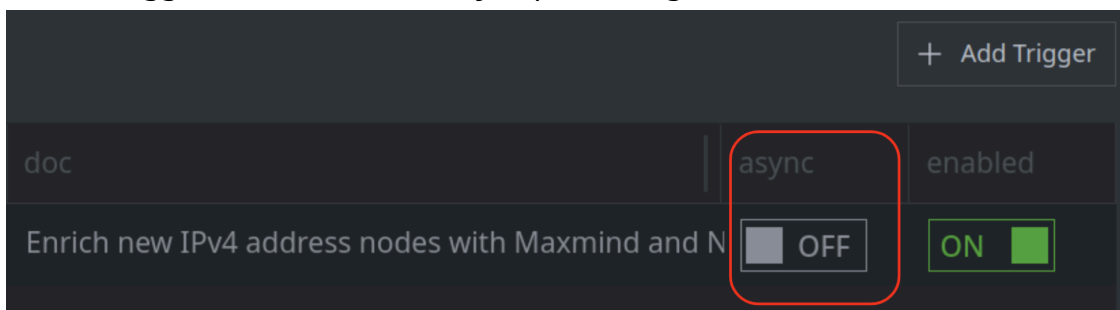 + Add Trigger
doc async enabled
Enrich new IPv4 address nodes with Maxmind and N OFF ON